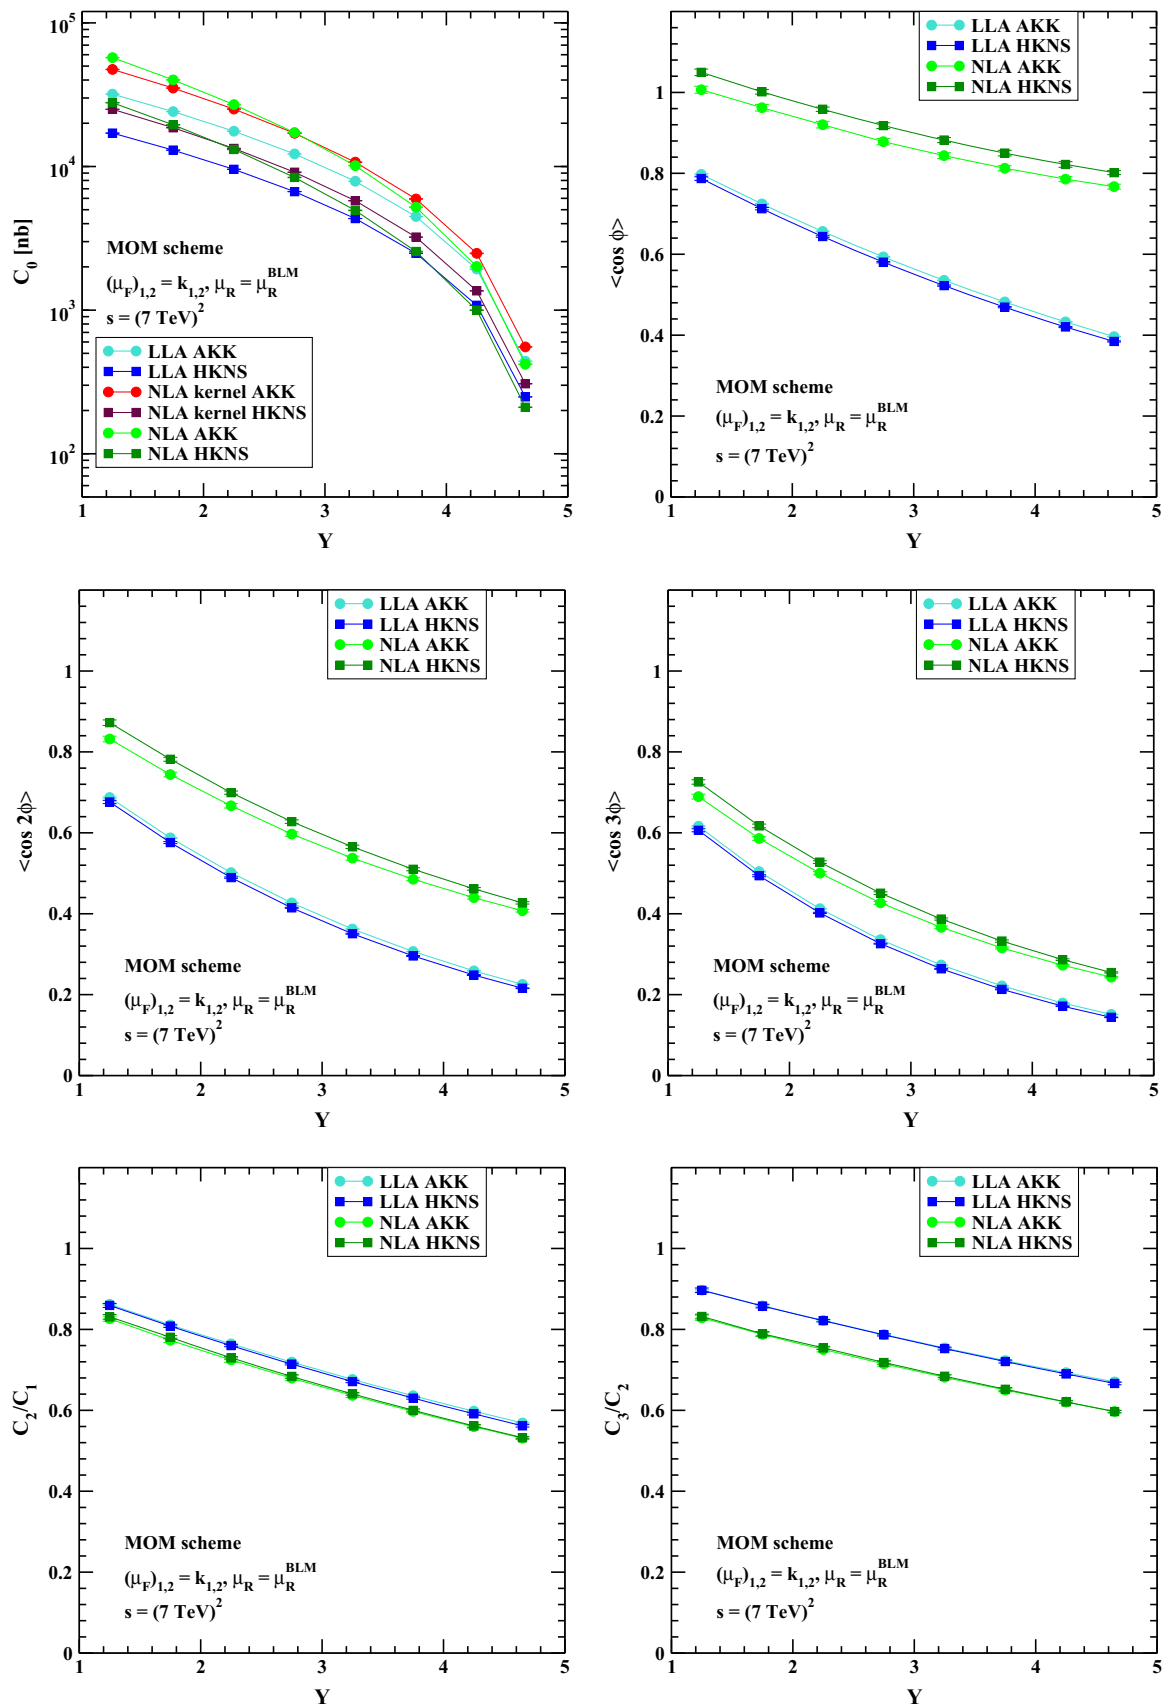 10^5
10^4
10^3
10^2
C_0 [nb]
MOM scheme
(μ_F)_{1,2} = k_{1,2}, μ_R = μ_R^{BLM}
s = (7 TeV)^2
LLA AKK
LLA HKNS
NLA kernel AKK
NLA kernel HKNS
NLA AKK
NLA HKNS
1 2 3 4 5
Y
LLA AKK
LLA HKNS
NLA AKK
NLA HKNS
1
0.8
0.6
0.4
0.2
0
<cos ϕ>
MOM scheme
(μ_F)_{1,2} = k_{1,2}, μ_R = μ_R^{BLM}
s = (7 TeV)^2
1 2 3 4 5
Y
LLA AKK
LLA HKNS
NLA AKK
NLA HKNS
1
0.8
0.6
0.4
0.2
0
<cos 2ϕ>
MOM scheme
(μ_F)_{1,2} = k_{1,2}, μ_R = μ_R^{BLM}
s = (7 TeV)^2
1 2 3 4 5
Y
LLA AKK
LLA HKNS
NLA AKK
NLA HKNS
1
0.8
0.6
0.4
0.2
0
<cos 3ϕ>
MOM scheme
(μ_F)_{1,2} = k_{1,2}, μ_R = μ_R^{BLM}
s = (7 TeV)^2
1 2 3 4 5
Y
LLA AKK
LLA HKNS
NLA AKK
NLA HKNS
1
0.8
0.6
0.4
0.2
0
C_2/C_1
MOM scheme
(μ_F)_{1,2} = k_{1,2}, μ_R = μ_R^{BLM}
s = (7 TeV)^2
1 2 3 4 5
Y
LLA AKK
LLA HKNS
NLA AKK
NLA HKNS
1
0.8
0.6
0.4
0.2
0
C_3/C_2
MOM scheme
(μ_F)_{1,2} = k_{1,2}, μ_R = μ_R^{BLM}
s = (7 TeV)^2
1 2 3 4 5
Y